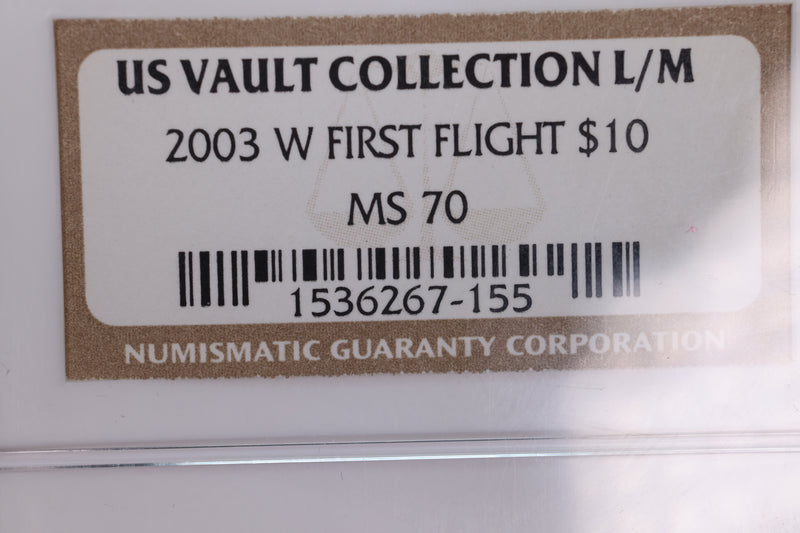 US VAULT COLLECTION L/M
2003 W FIRST FLIGHT $10
MS 70
1536267-155
NUMISMATIC GUARANTY CORPORATION